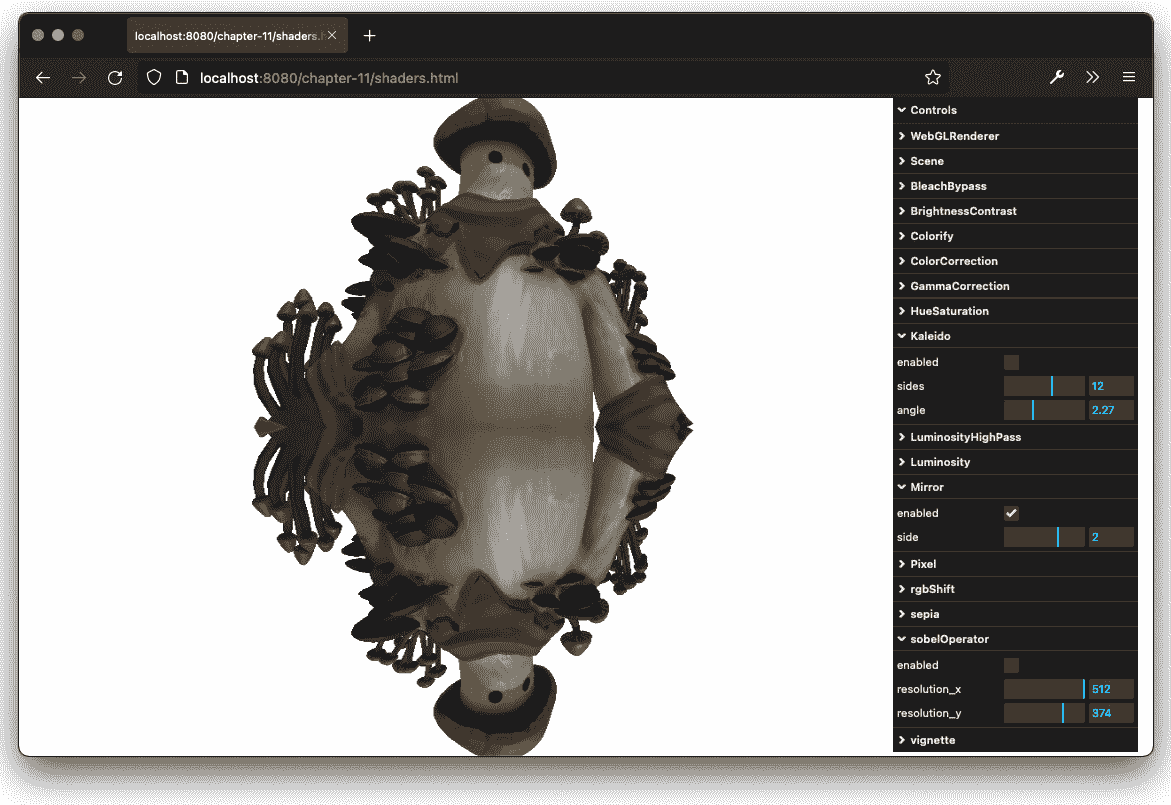 localhost:8080/chapter-11/shaders.h
localhost:8080/chapter-11/shaders.html
Controls
WebGLRenderer
Scene
BleachBypass
BrightnessContrast
Colorify
ColorCorrection
GammaCorrection
HueSaturation
Kaleido
enabled
sides 12
angle 2.27
LuminosityHighPass
Luminosity
Mirror
enabled
side 2
Pixel
rgbShift
sepia
sobelOperator
enabled
resolution_x 512
resolution_y 374
vignette